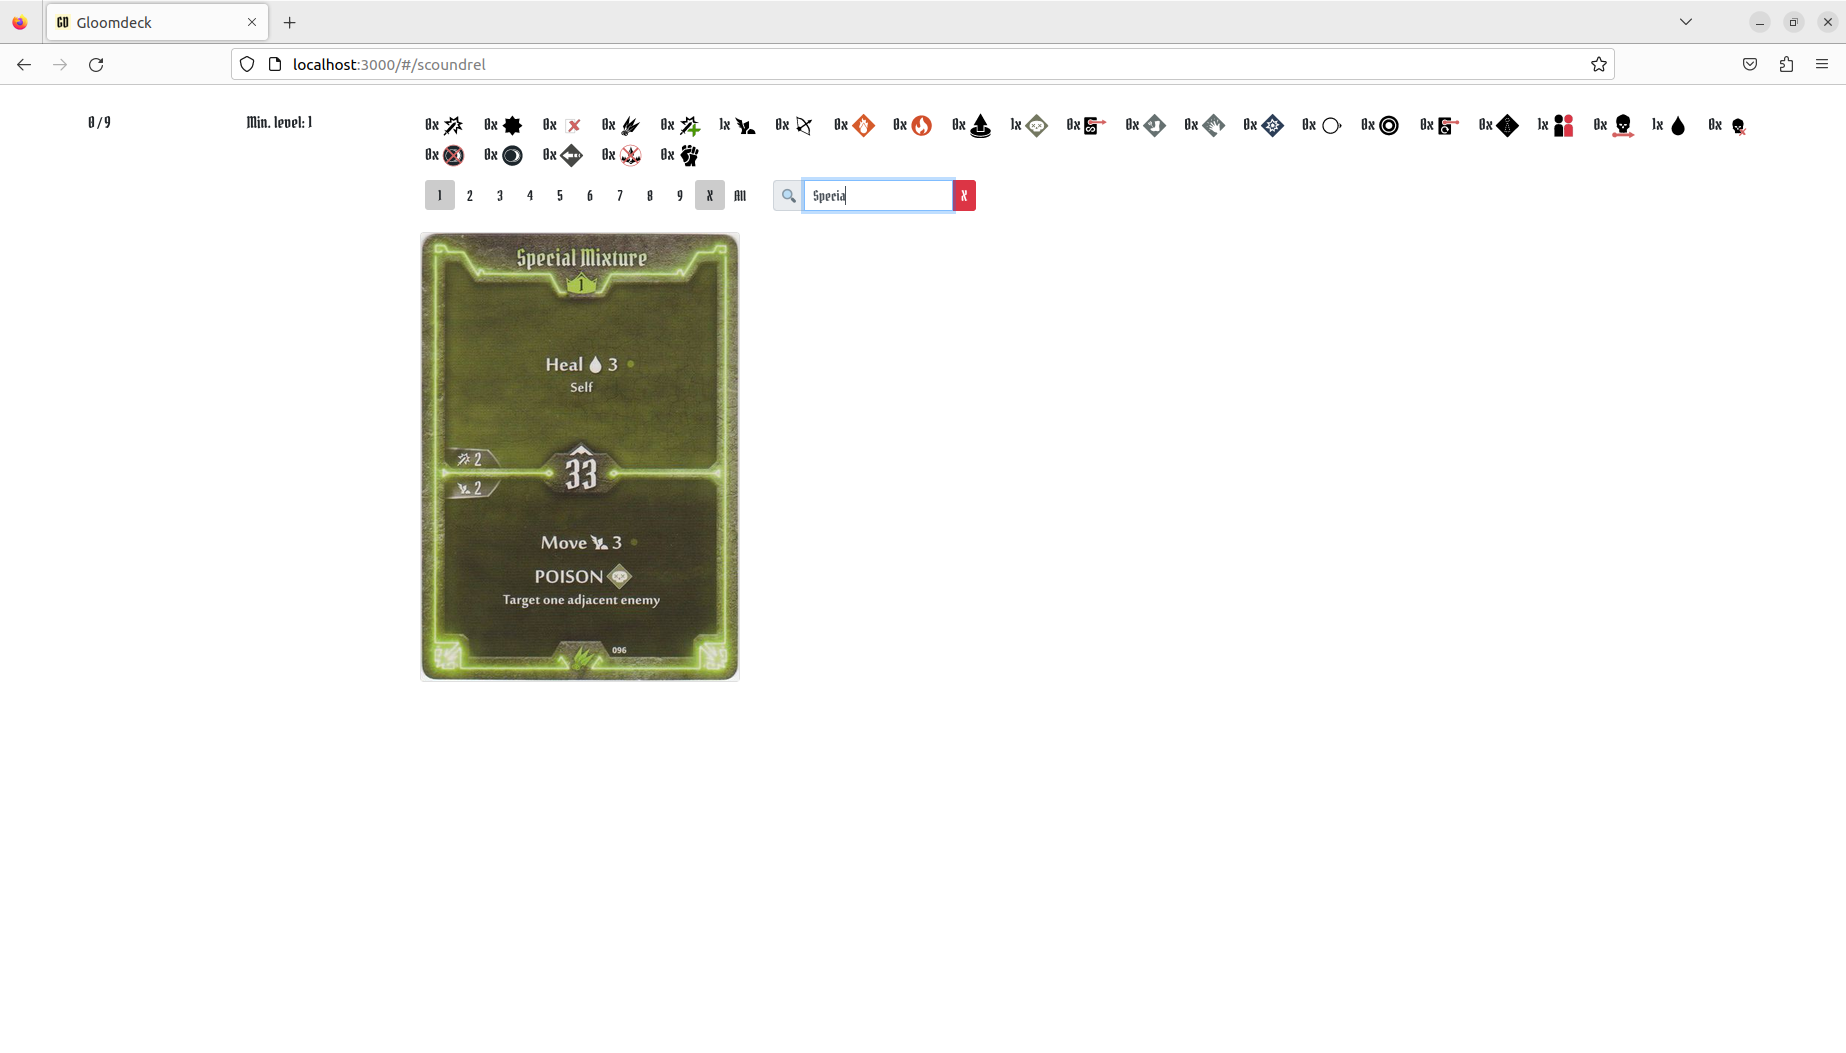 GD Gloomdeck
localhost:3000/#/scoundrel
0 / 9
Min. level: 1
0x 0x 0x 0x 0x 1x 0x 0x 0x 0x 1x 0x 0x 0x 0x 0x 0x 0x 0x 1x 0x 1x 0x
0x 0x 0x 0x 0x
1 2 3 4 5 6 7 8 9 X All
Specia
X
Special Mixture
1
Heal 3
Self
2
33
2
Move 3
POISON
Target one adjacent enemy
096